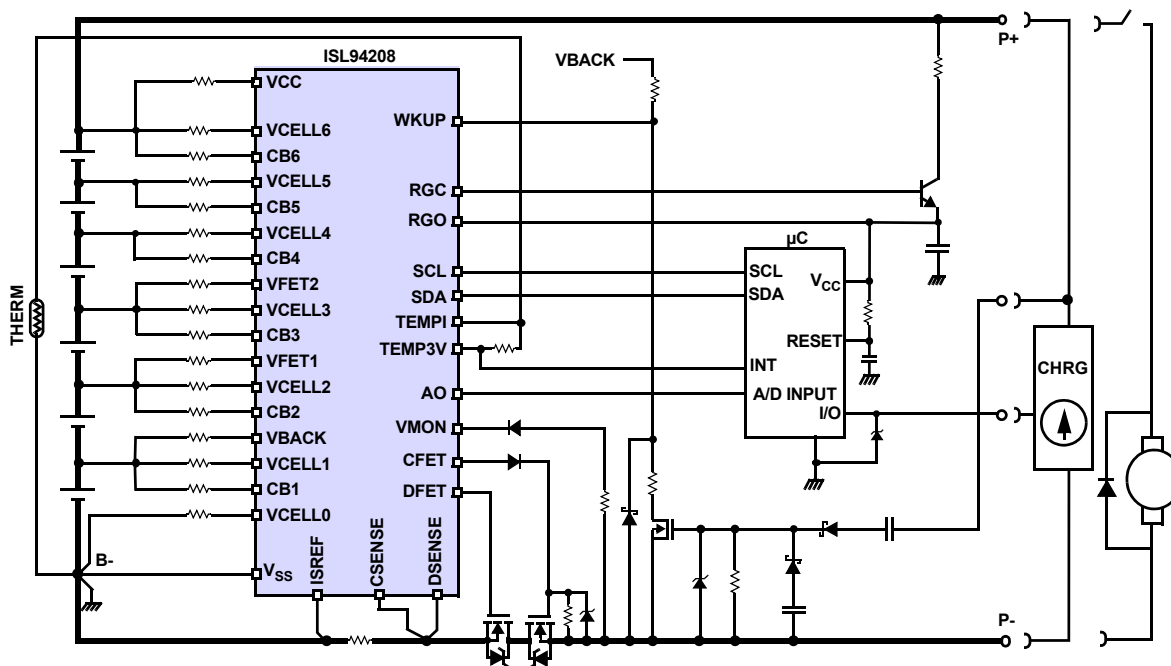 ISL94208
P+
VBACK
VCC
WKUP
VCELL6
CB6
VCELL5
CB5
RGC
RGO
VCELL4
CB4
µC
SCL
SCL
VFET2
VCC
SDA
SDA
VCELL3
TEMPI
THERM
CB3
RESET
TEMP3V
VFET1
INT
CHRG
VCELL2
AO
A/D INPUT
CB2
I/O
VMON
VBACK
CFET
VCELL1
DFET
CB1
VCELL0
B-
VSS
ISREF
CSENSE
DSENSE
P-